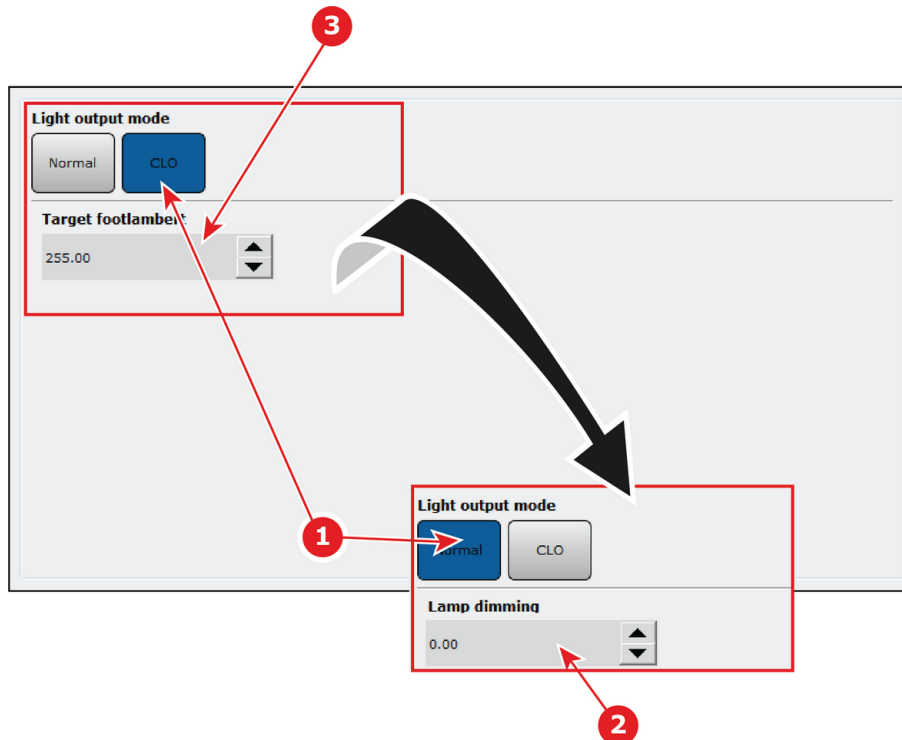 3
Light output mode
Normal CLO
Target footlambert
255.00
1
Light output mode
Normal CLO
Lamp dimming
0.00
2